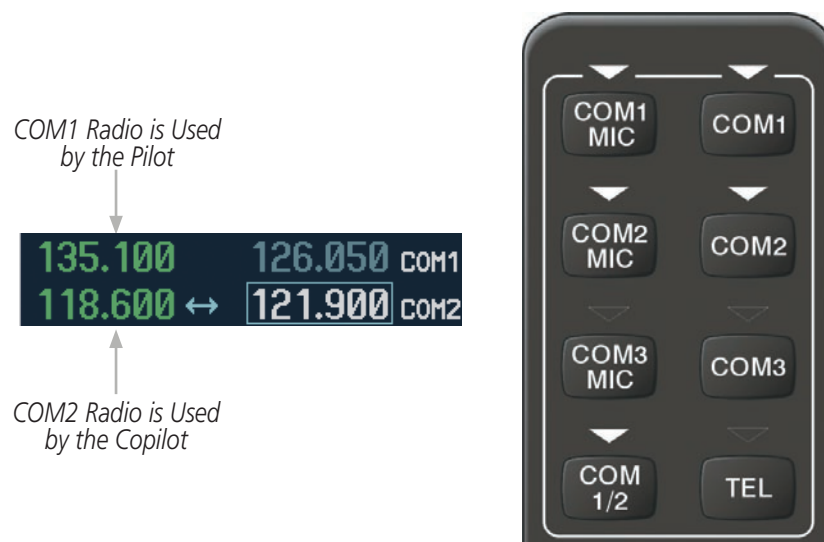 COM1 Radio is Used
by the Pilot
135.100 126.050 COM1
118.600 ↔ 121.900 COM2
COM2 Radio is Used
by the Copilot
COM1
MIC
COM1
COM2
MIC
COM2
COM3
MIC
COM3
COM
1/2
TEL